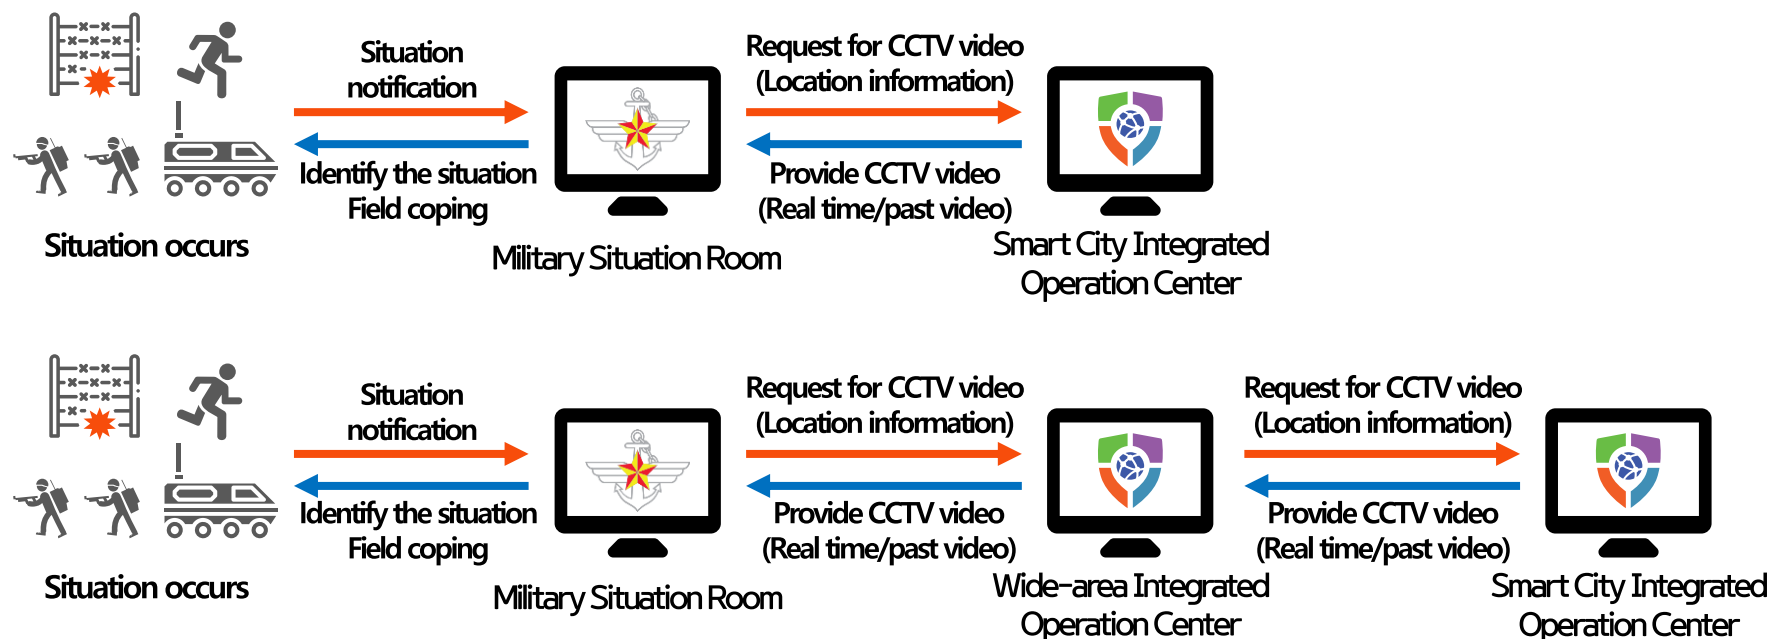 Situation
notification
Request for CCTV video
(Location information)
Identify the situation
Field coping
Provide CCTV video
(Real time/past video)
Situation occurs
Military Situation Room
Smart City Integrated
Operation Center
Situation
notification
Request for CCTV video
(Location information)
Request for CCTV video
(Location information)
Identify the situation
Field coping
Provide CCTV video
(Real time/past video)
Provide CCTV video
(Real time/past video)
Situation occurs
Military Situation Room
Wide-area Integrated
Operation Center
Smart City Integrated
Operation Center